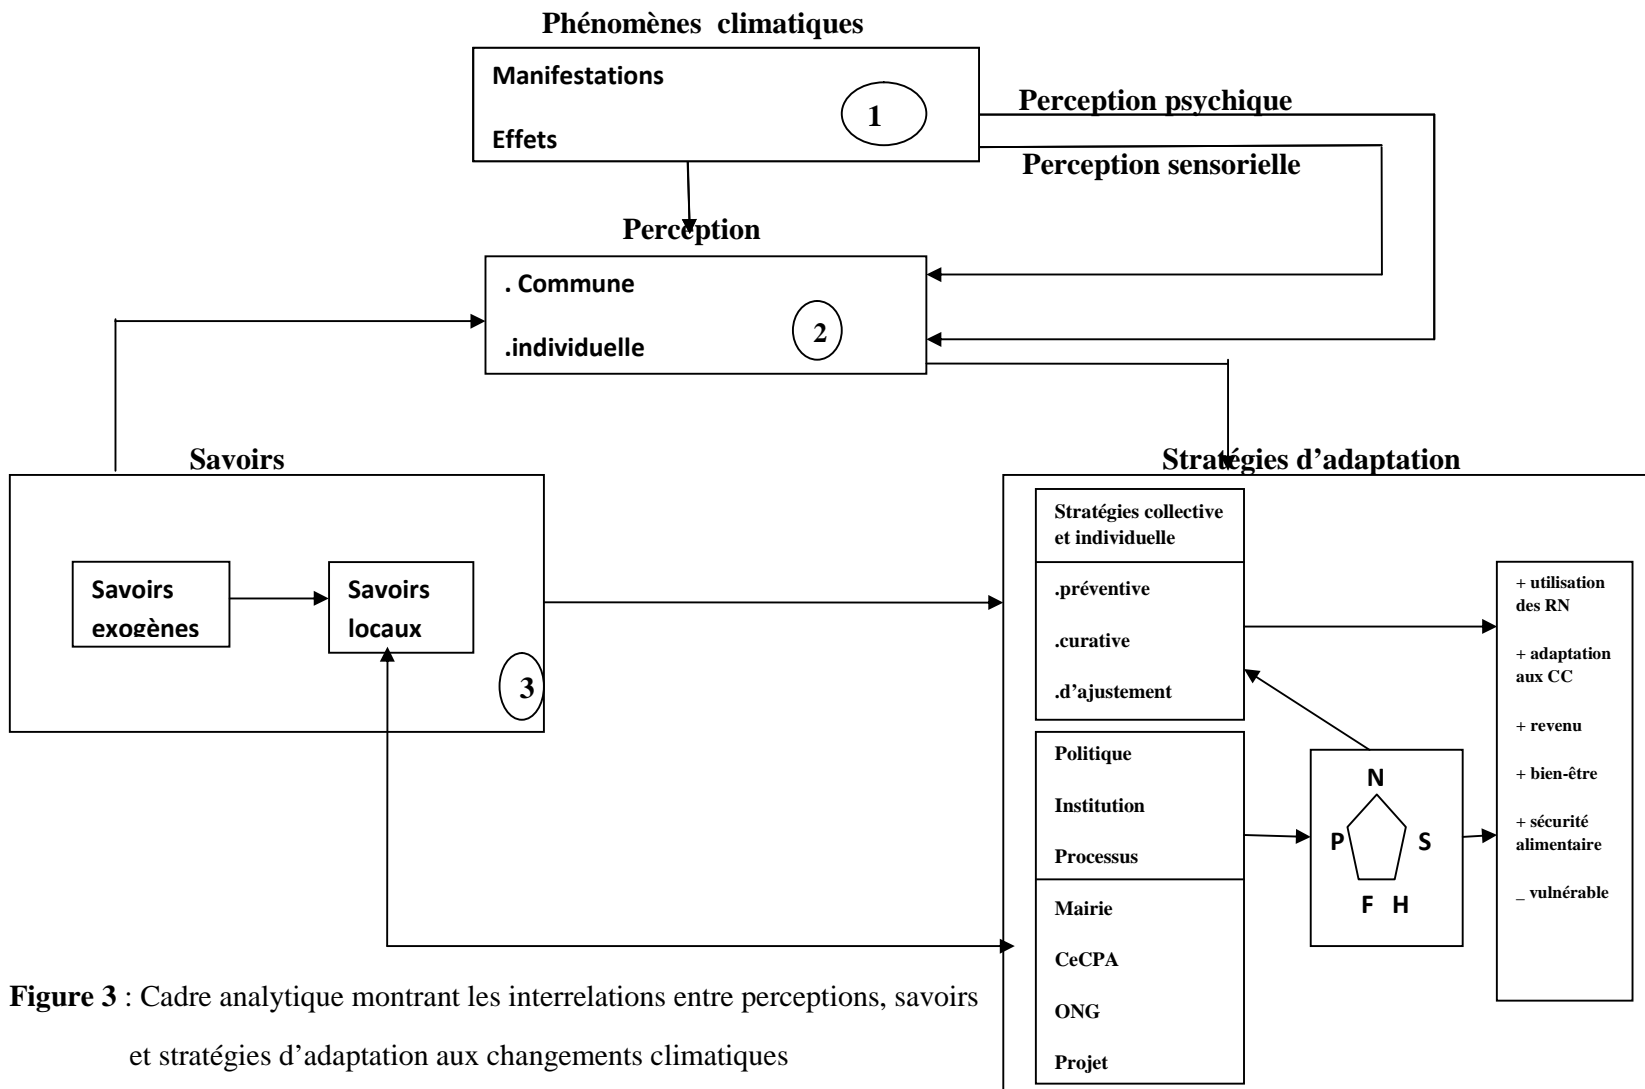 Phénomènes climatiques
Manifestations
1
Effets
Perception psychique
Perception sensorielle
Perception
. Commune
2
.individuelle
Savoirs
Savoirs
exogènes
Savoirs
locaux
3
Stratégies d’adaptation
Stratégies collective
et individuelle
.préventive
.curative
.d’ajustement
Politique
Institution
Processus
Mairie
CeCPA
ONG
Projet
N
P S
F H
+ utilisation
des RN
+ adaptation
aux CC
+ revenu
+ bien-être
+ sécurité
alimentaire
_ vulnérable
Figure 3 : Cadre analytique montrant les interrelations entre perceptions, savoirs
et stratégies d’adaptation aux changements climatiques